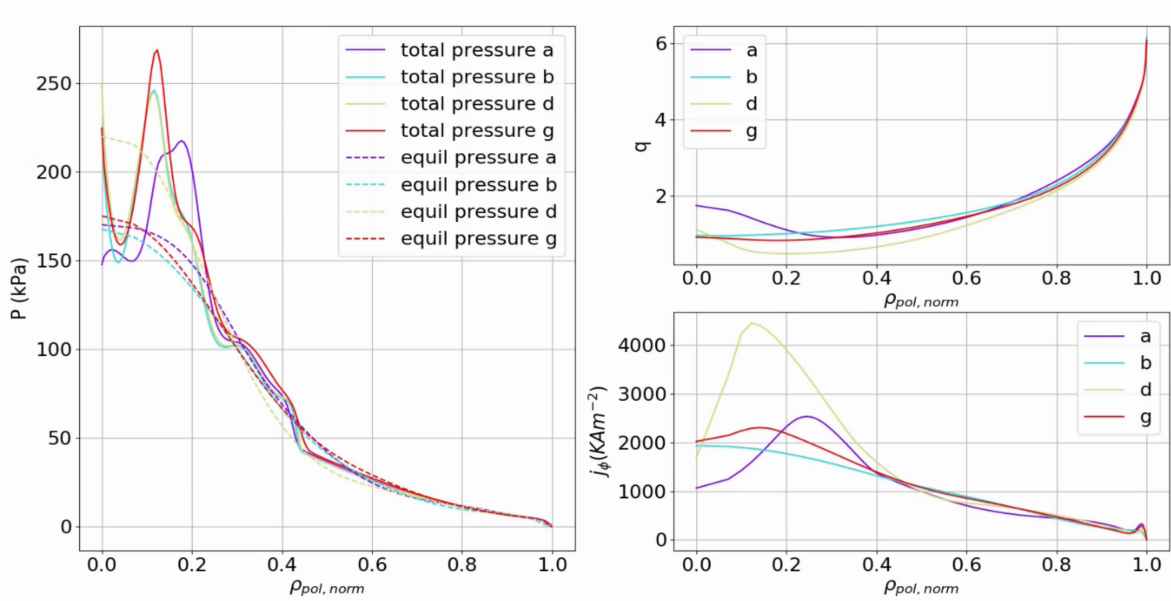 P (kPa)
250
200
150
100
50
0
total pressure a
total pressure b
total pressure d
total pressure g
equil pressure a
equil pressure b
equil pressure d
equil pressure g
0.0 0.2 0.4 0.6 0.8 1.0
ρpol, norm
q
6
4
2
a
b
d
g
0.0 0.2 0.4 0.6 0.8 1.0
ρpol, norm
jϕ(KAm−2)
4000
3000
2000
1000
0
a
b
d
g
0.0 0.2 0.4 0.6 0.8 1.0
ρpol, norm